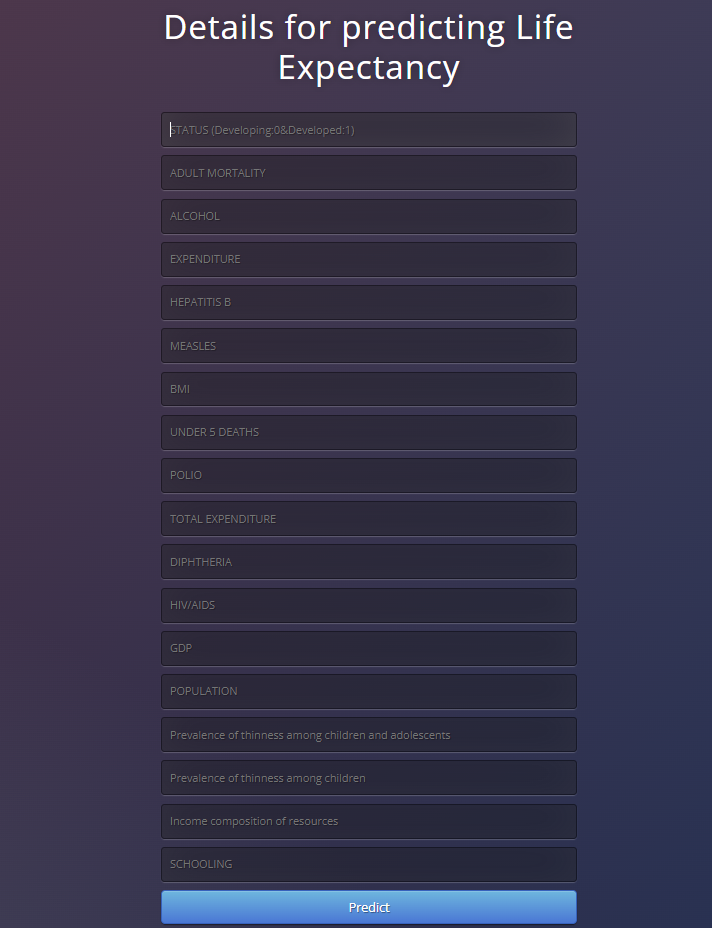 Details for predicting Life
Expectancy
STATUS (Developing:0&Developed:1)
ADULT MORTALITY
ALCOHOL
EXPENDITURE
HEPATITIS B
MEASLES
BMI
UNDER 5 DEATHS
POLIO
TOTAL EXPENDITURE
DIPHTHERIA
HIV/AIDS
GDP
POPULATION
Prevalence of thinness among children and adolescents
Prevalence of thinness among children
Income composition of resources
SCHOOLING
Predict